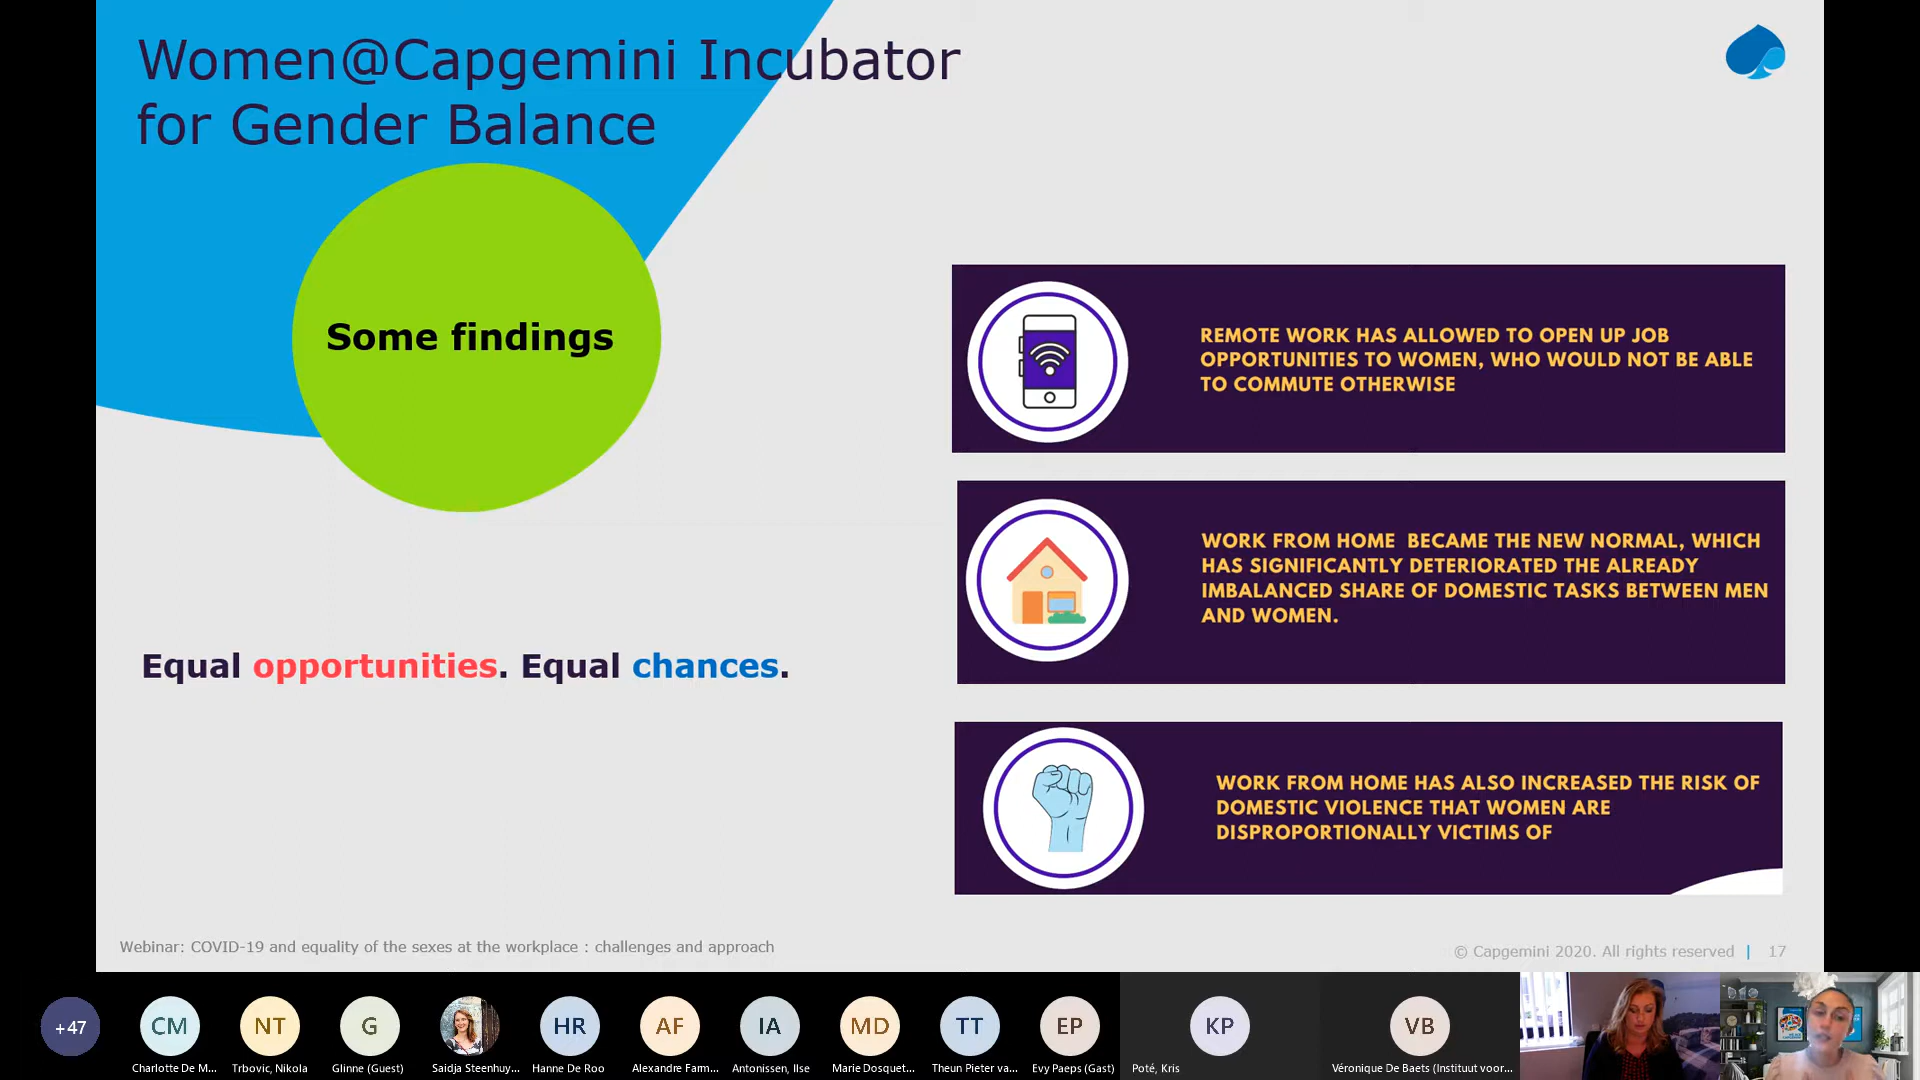 Women@Capgemini Incubator
for Gender Balance
Some findings
Equal opportunities. Equal chances.
REMOTE WORK HAS ALLOWED TO OPEN UP JOB
OPPORTUNITIES TO WOMEN, WHO WOULD NOT BE ABLE
TO COMMUTE OTHERWISE
WORK FROM HOME BECAME THE NEW NORMAL, WHICH
HAS SIGNIFICANTLY DETERIORATED THE ALREADY
IMBALANCED SHARE OF DOMESTIC TASKS BETWEEN MEN
AND WOMEN.
WORK FROM HOME HAS ALSO INCREASED THE RISK OF
DOMESTIC VIOLENCE THAT WOMEN ARE
DISPROPORTIONALLY VICTIMS OF
Webinar: COVID-19 and equality of the sexes at the workplace : challenges and approach
© Capgemini 2020. All rights reserved | 17
+47
CM
NT
G
HR
AF
IA
MD
TT
EP
KP
VB
Charlotte De M...
Trbovic, Nikola
Glinne (Guest)
Saidja Steenhuy...
Hanne De Roo
Alexandre Farm...
Antonissen, Ilse
Marie Dosquet...
Theun Pieter va...
Evy Paeps (Gast)
Poté, Kris
Véronique De Baets (Instituut voor...